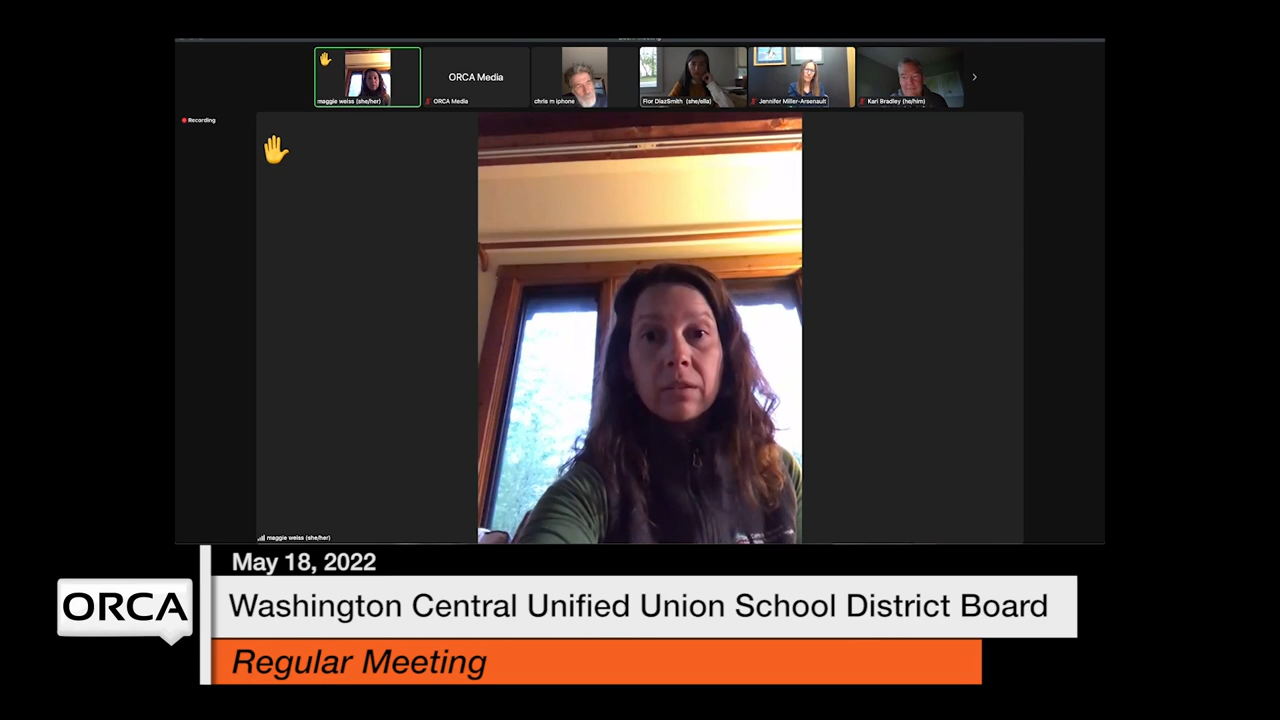 maggie weiss (she/her)
ORCA Media
ORCA Media
chris m iphone
Flor DiazSmith (she/ella)
Jennifer Miller-Arsenault
Kari Bradley (he/him)
Recording
maggie weiss (she/her)
May 18, 2022
ORCA
Washington Central Unified Union School District Board
Regular Meeting